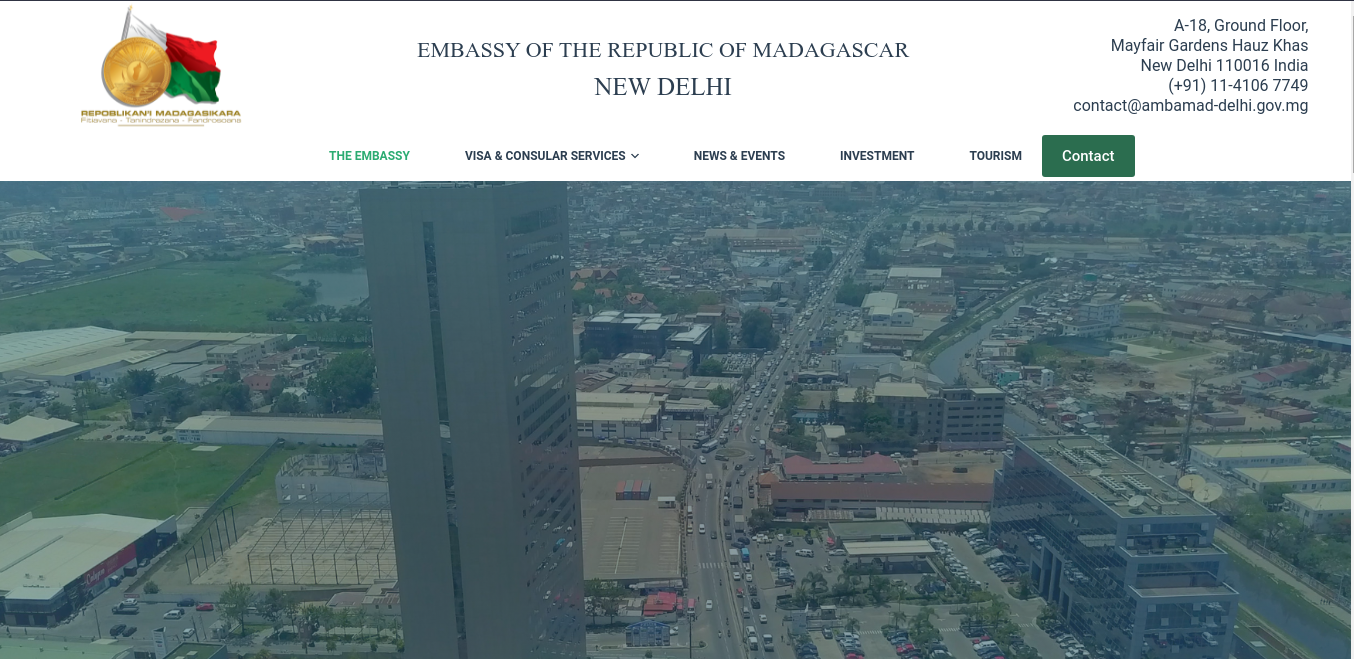 REPOBLIKAN'I MADAGASIKARA
Fitiavana - Tanindrazana - Fandrosoana
EMBASSY OF THE REPUBLIC OF MADAGASCAR
NEW DELHI
A-18, Ground Floor,
Mayfair Gardens Hauz Khas
New Delhi 110016 India
(+91) 11-4106 7749
contact@ambamad-delhi.gov.mg
THE EMBASSY
VISA & CONSULAR SERVICES
NEWS & EVENTS
INVESTMENT
TOURISM
Contact